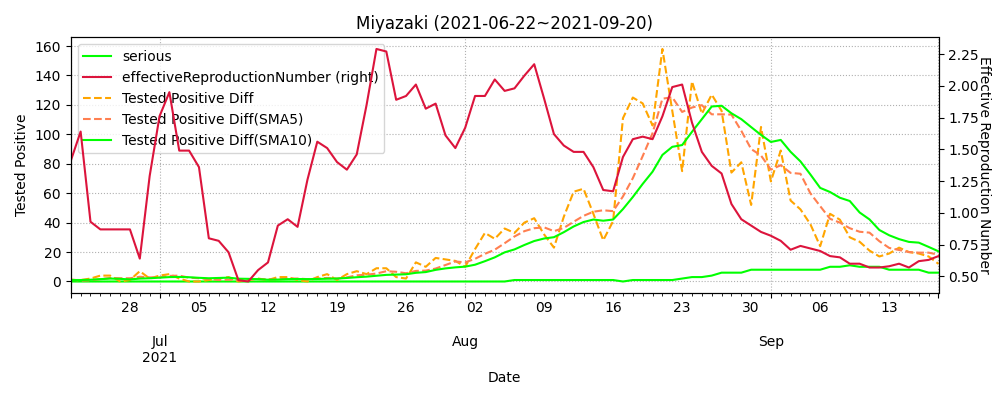 Miyazaki (2021-06-22~2021-09-20)
serious
effectiveReproductionNumber (right)
Tested Positive Diff
Tested Positive Diff(SMA5)
Tested Positive Diff(SMA10)
Tested Positive
160
140
120
100
80
60
40
20
0
2.25
2.00
1.75
1.50
1.25
1.00
0.75
0.50
Effective Reproduction Number
28 05 12 19 26 02 09 16 23 30 06 13
Jul Aug Sep
2021
Date